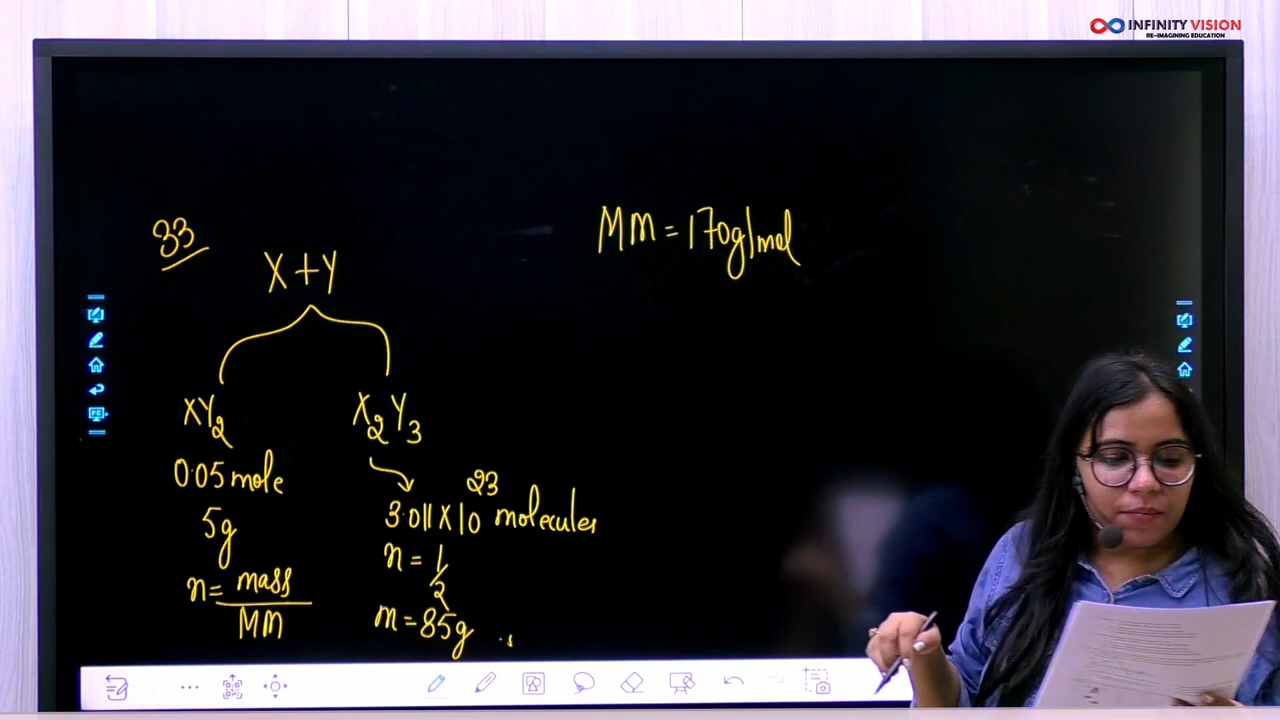 INFINITY VISION
RE-IMAGINING EDUCATION
33
X+Y
MM = 170g/mol
XY2
X2Y3
0.05 mole
3.011 X 10^23 molecules
5g
n = 1/2
n = mass/MM
m = 85g